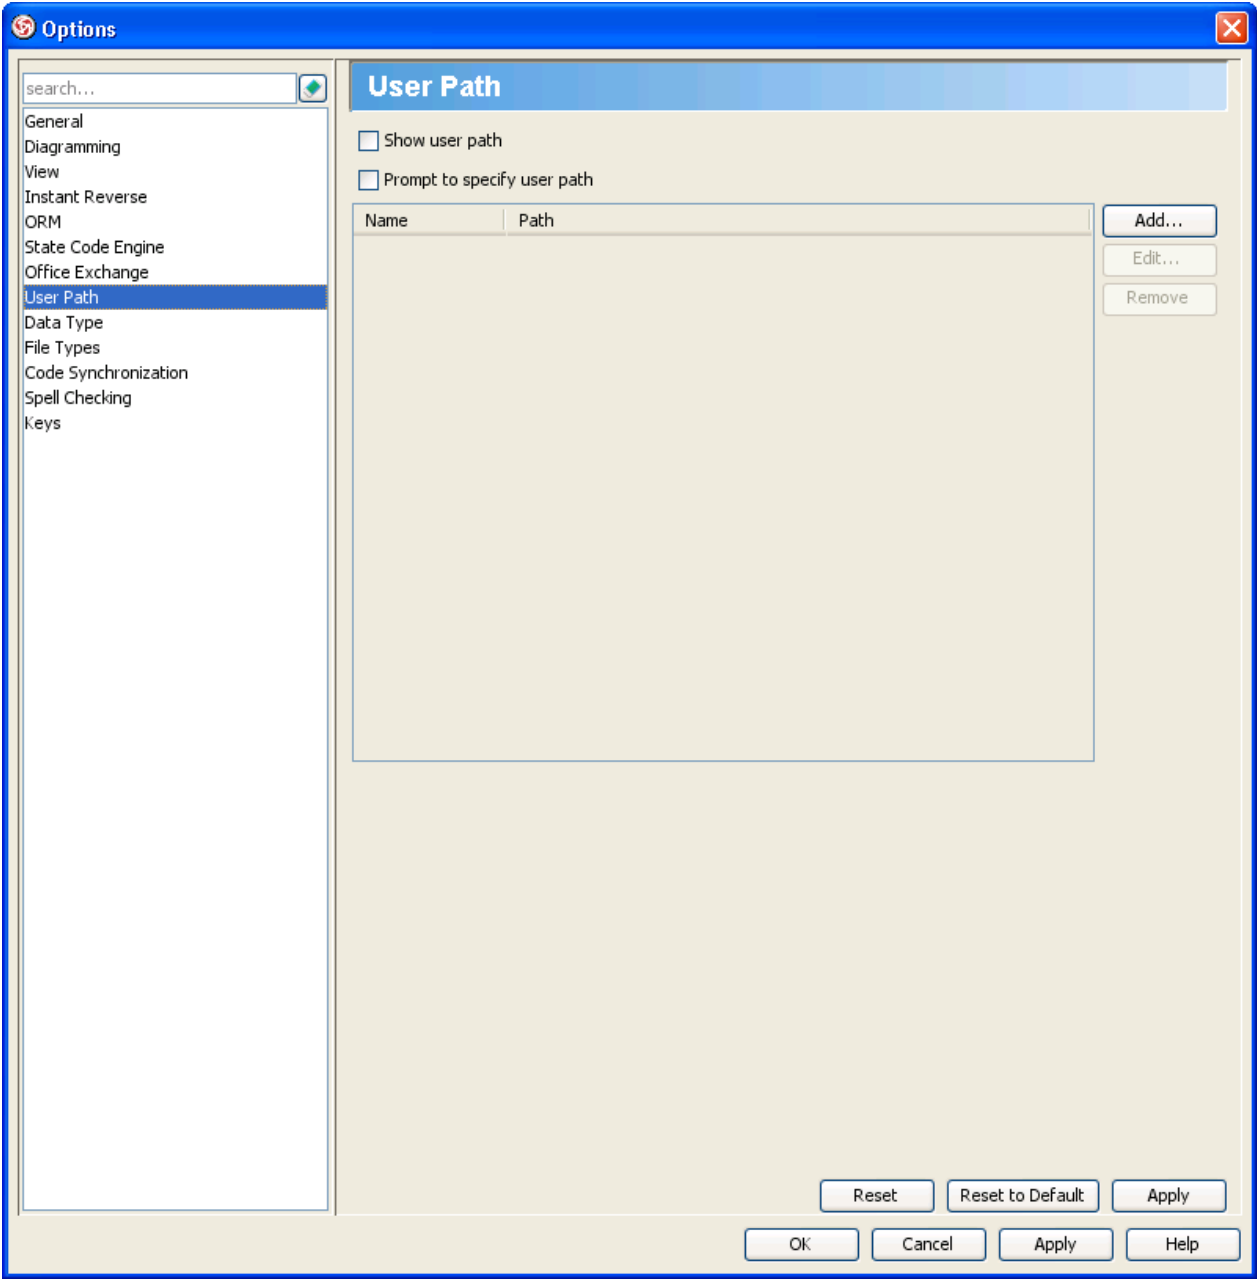 Options
search...
General
Diagramming
View
Instant Reverse
ORM
State Code Engine
Office Exchange
User Path
Data Type
File Types
Code Synchronization
Spell Checking
Keys
User Path
Show user path
Prompt to specify user path
Name Path
Add...
Edit...
Remove
Reset Reset to Default Apply
OK Cancel Apply Help